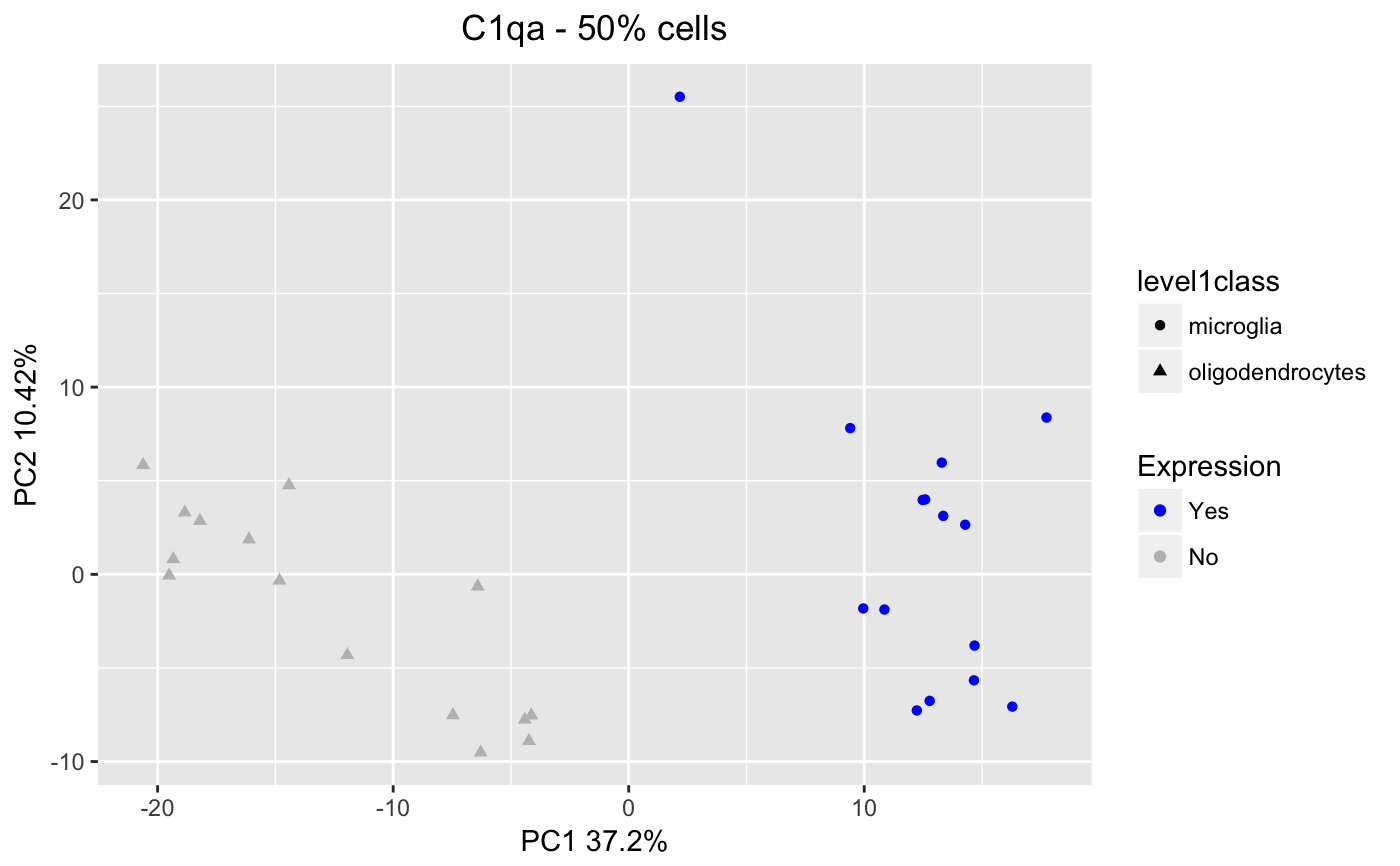 C1qa - 50% cells
PC2 10.42%
20
10
0
-10
-20
-10
0
10
PC1 37.2%
level1class
microglia
oligodendrocytes
Expression
Yes
No